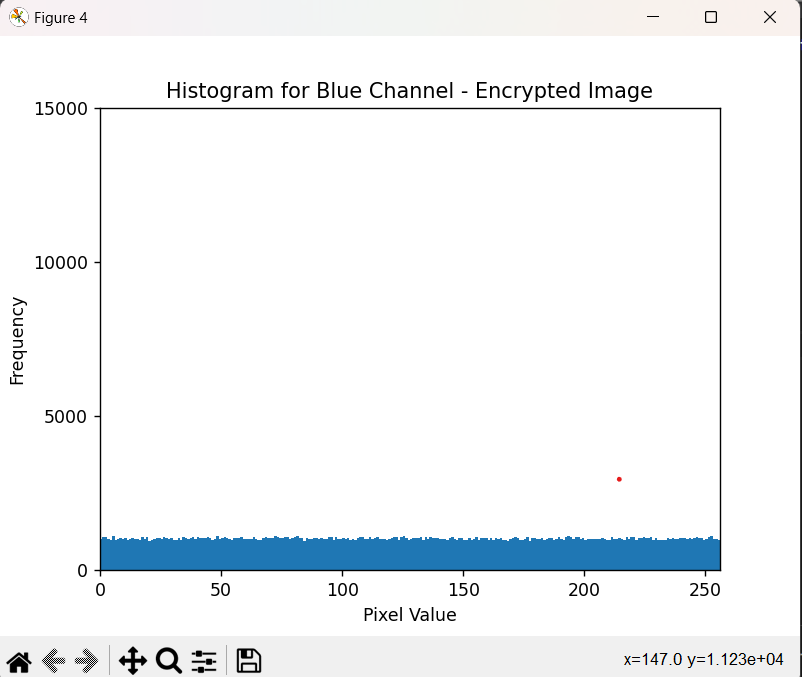 Figure 4
Histogram for Blue Channel - Encrypted Image
15000
10000
5000
0
Frequency
0 50 100 150 200 250
Pixel Value
x=147.0 y=1.123e+04